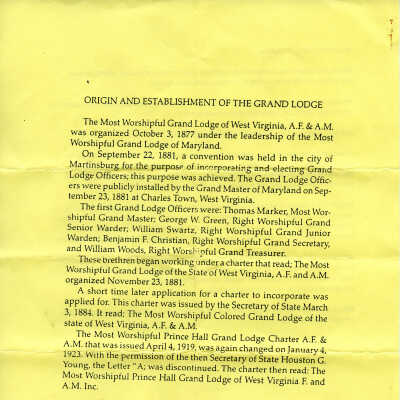 ORIGIN AND ESTABLISHMENT OF THE GRAND LODGE
The Most Worshipful Grand Lodge of West Virginia, A.F. & A.M.
was organized October 3, 1877 under the leadership of the Most
Worshipful Grand Lodge of Maryland.
On September 22, 1881, a convention was held in the city of
Martinsburg for the purpose of incorporating and electing Grand
Lodge Officers; this purpose was achieved. The Grand Lodge Offic-
ers were publicly installed by the Grand Master of Maryland on Sep-
tember 23, 1881 at Charles Town, West Virginia.
The first Grand Lodge Officers were: Thomas Marker, Most Wor-
shipful Grand Master; George W. Green, Right Worshipful Grand
Senior Warder; William Swartz, Right Worshipful Grand Junior
Warden; Benjamin F. Christian, Right Worshipful Grand Secretary,
and William Woods, Right Worshipful Grand Treasurer.
These brethren began working under a charter that read; The Most
Worshipful Grand Lodge of the State of West Virginia, A.F. and A.M.
organized November 23, 1881.
A short time later application for a charter to incorporate was
applied for. This charter was issued by the Secretary of State March
3, 1884. It read; The Most Worshipful Colored Grand Lodge of the
state of West Virginia, A.F. & A.M.
The Most Worshipful Prince Hall Grand Lodge Charter A.F. &
A.M. that was issued April 4, 1919, was again changed on January 4,
1923. With the permission of the then Secretary of State Houston G.
Young, the Letter "A; was discontinued. The charter then read: The
Most Worshipful Prince Hall Grand Lodge of West Virginia F. and
A.M. Inc.